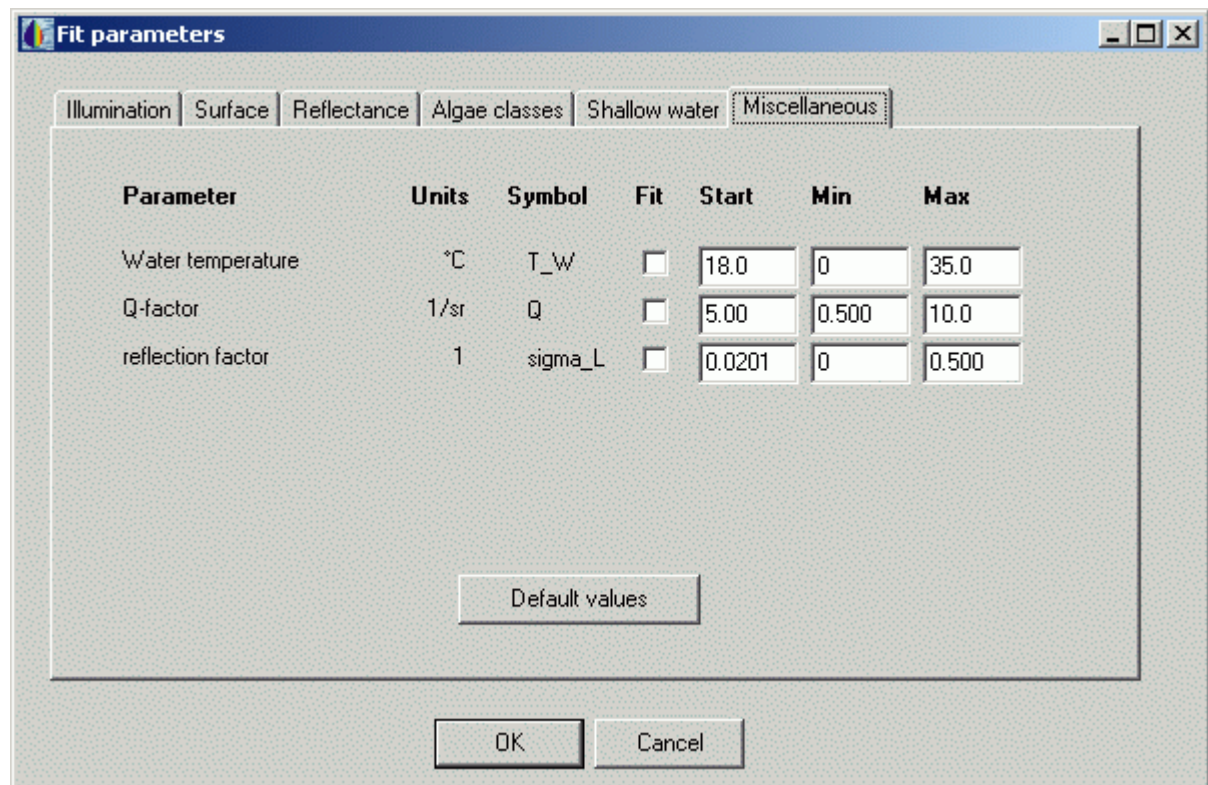 Fit parameters
Illumination Surface Reflectance Algae classes Shallow water Miscellaneous
Parameter Units Symbol Fit Start Min Max
Water temperature °C T_W 18.0 0 35.0
Q-factor 1/sr Q 5.00 0.500 10.0
reflection factor 1 sigma_L 0.0201 0 0.500
Default values
OK Cancel